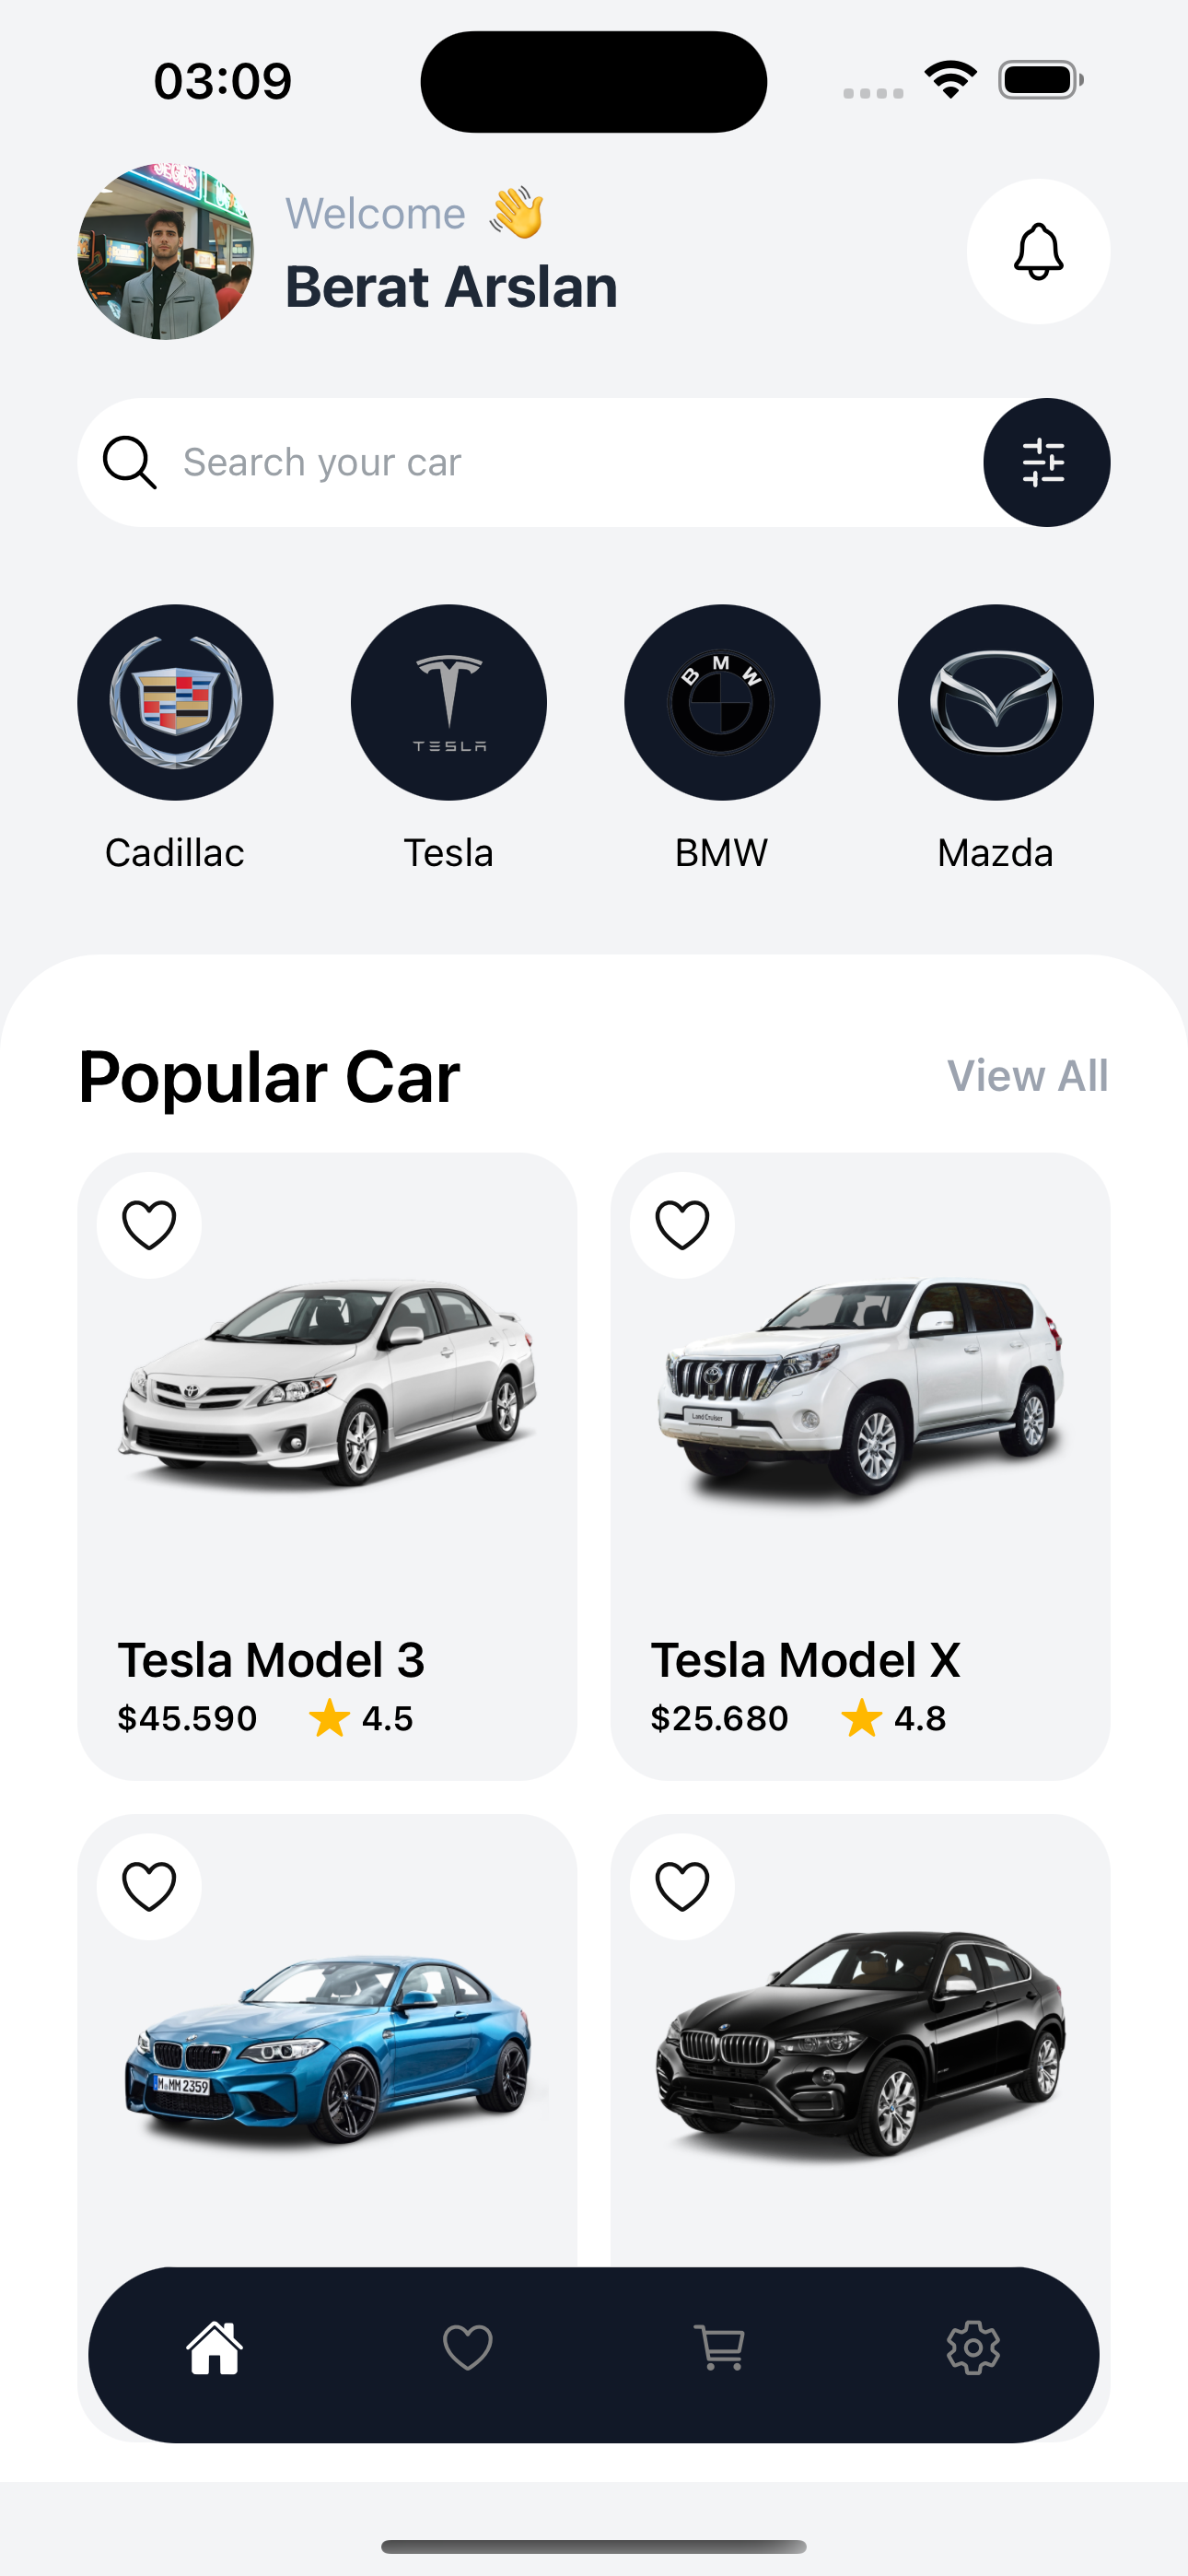 03:09
Welcome 👋
Berat Arslan
Search your car
B M W
TESLA
Cadillac
Tesla
BMW
Mazda
Popular Car
View All
Land Cruiser
Tesla Model 3
$45.590 ⭐ 4.5
Tesla Model X
$25.680 ⭐ 4.8
M MM 2359